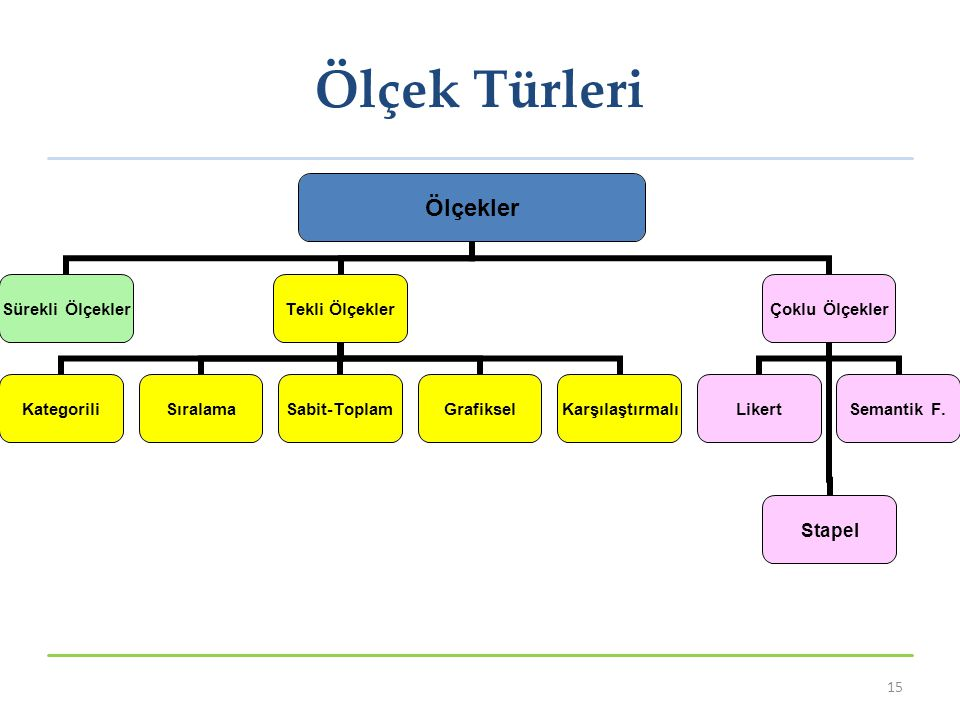 Ölçek Türleri
Ölçekler
Sürekli Ölçekler
Tekli Ölçekler
Çoklu Ölçekler
Kategorili
Sıralama
Sabit-Toplam
Grafiksel
Karşılaştırmalı
Likert
Semantik F.
Stapel
15